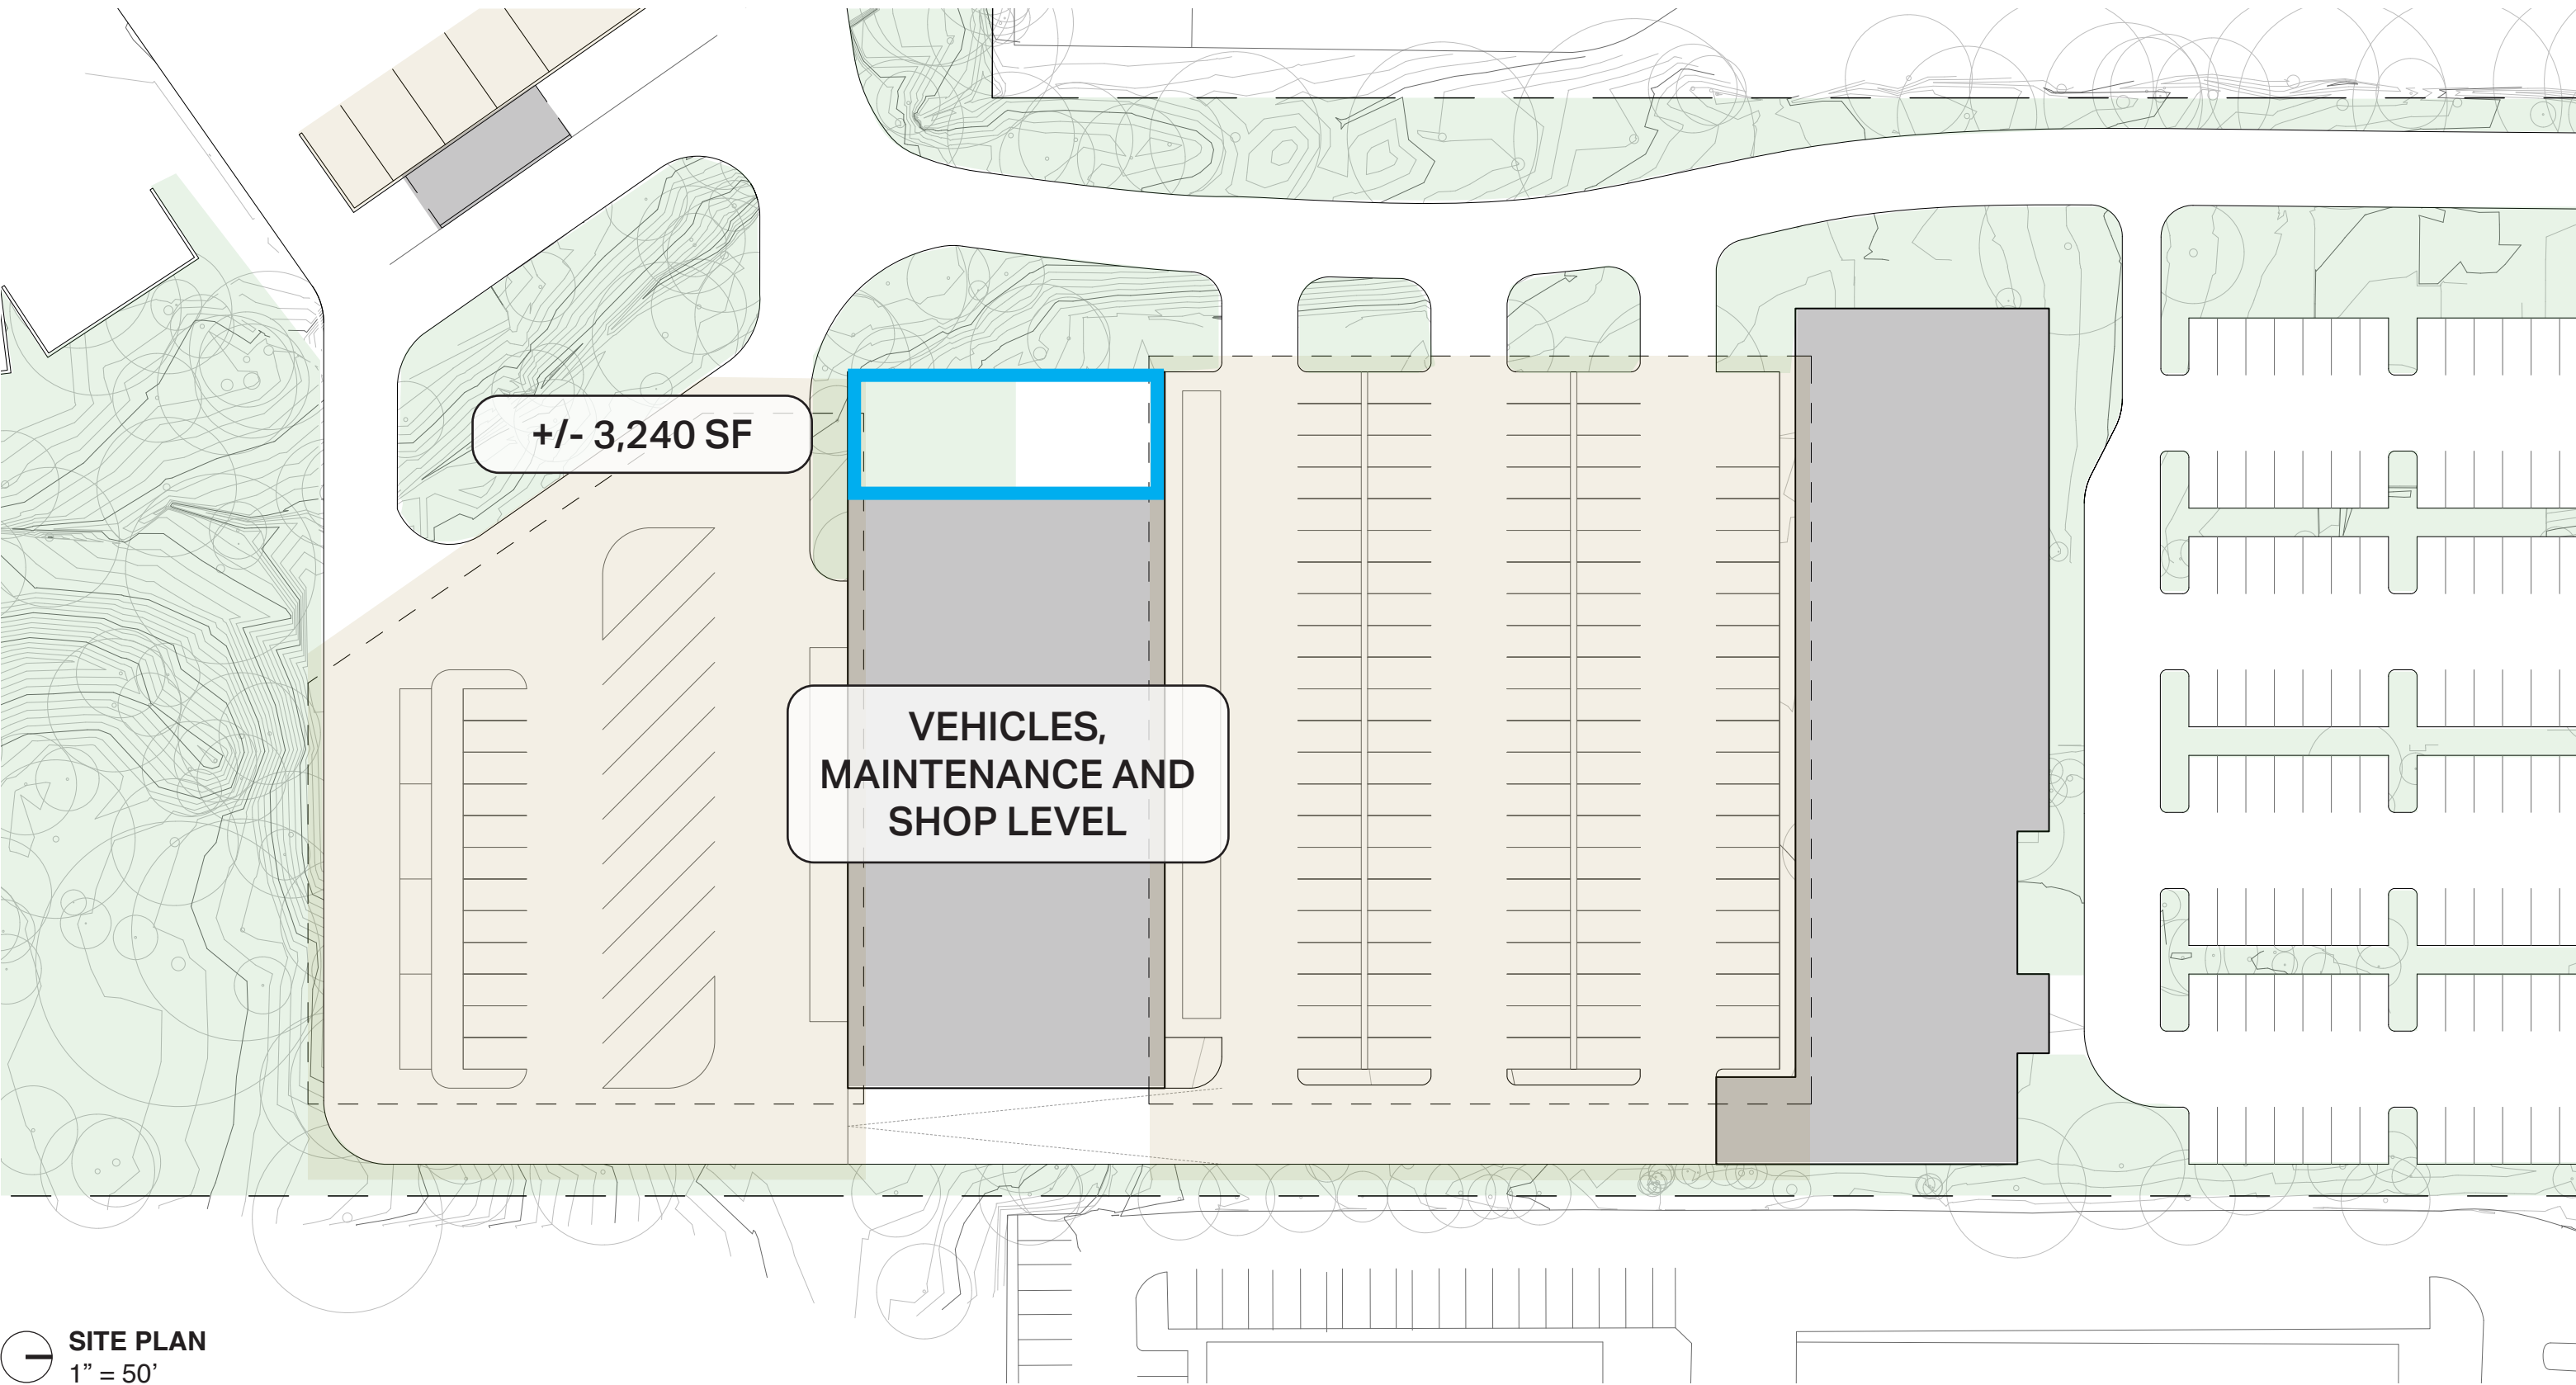 +/- 3,240 SF
VEHICLES,
MAINTENANCE AND
SHOP LEVEL
SITE PLAN
1” = 50’